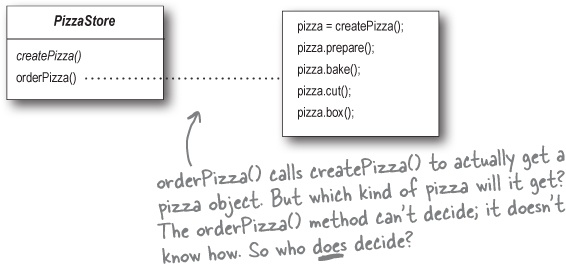 PizzaStore
createPizza()
orderPizza()
pizza = createPizza();
pizza.prepare();
pizza.bake();
pizza.cut();
pizza.box();
orderPizza() calls createPizza() to actually get a
pizza object. But which kind of pizza will it get?
The orderPizza() method can't decide; it doesn't
know how. So who does decide?